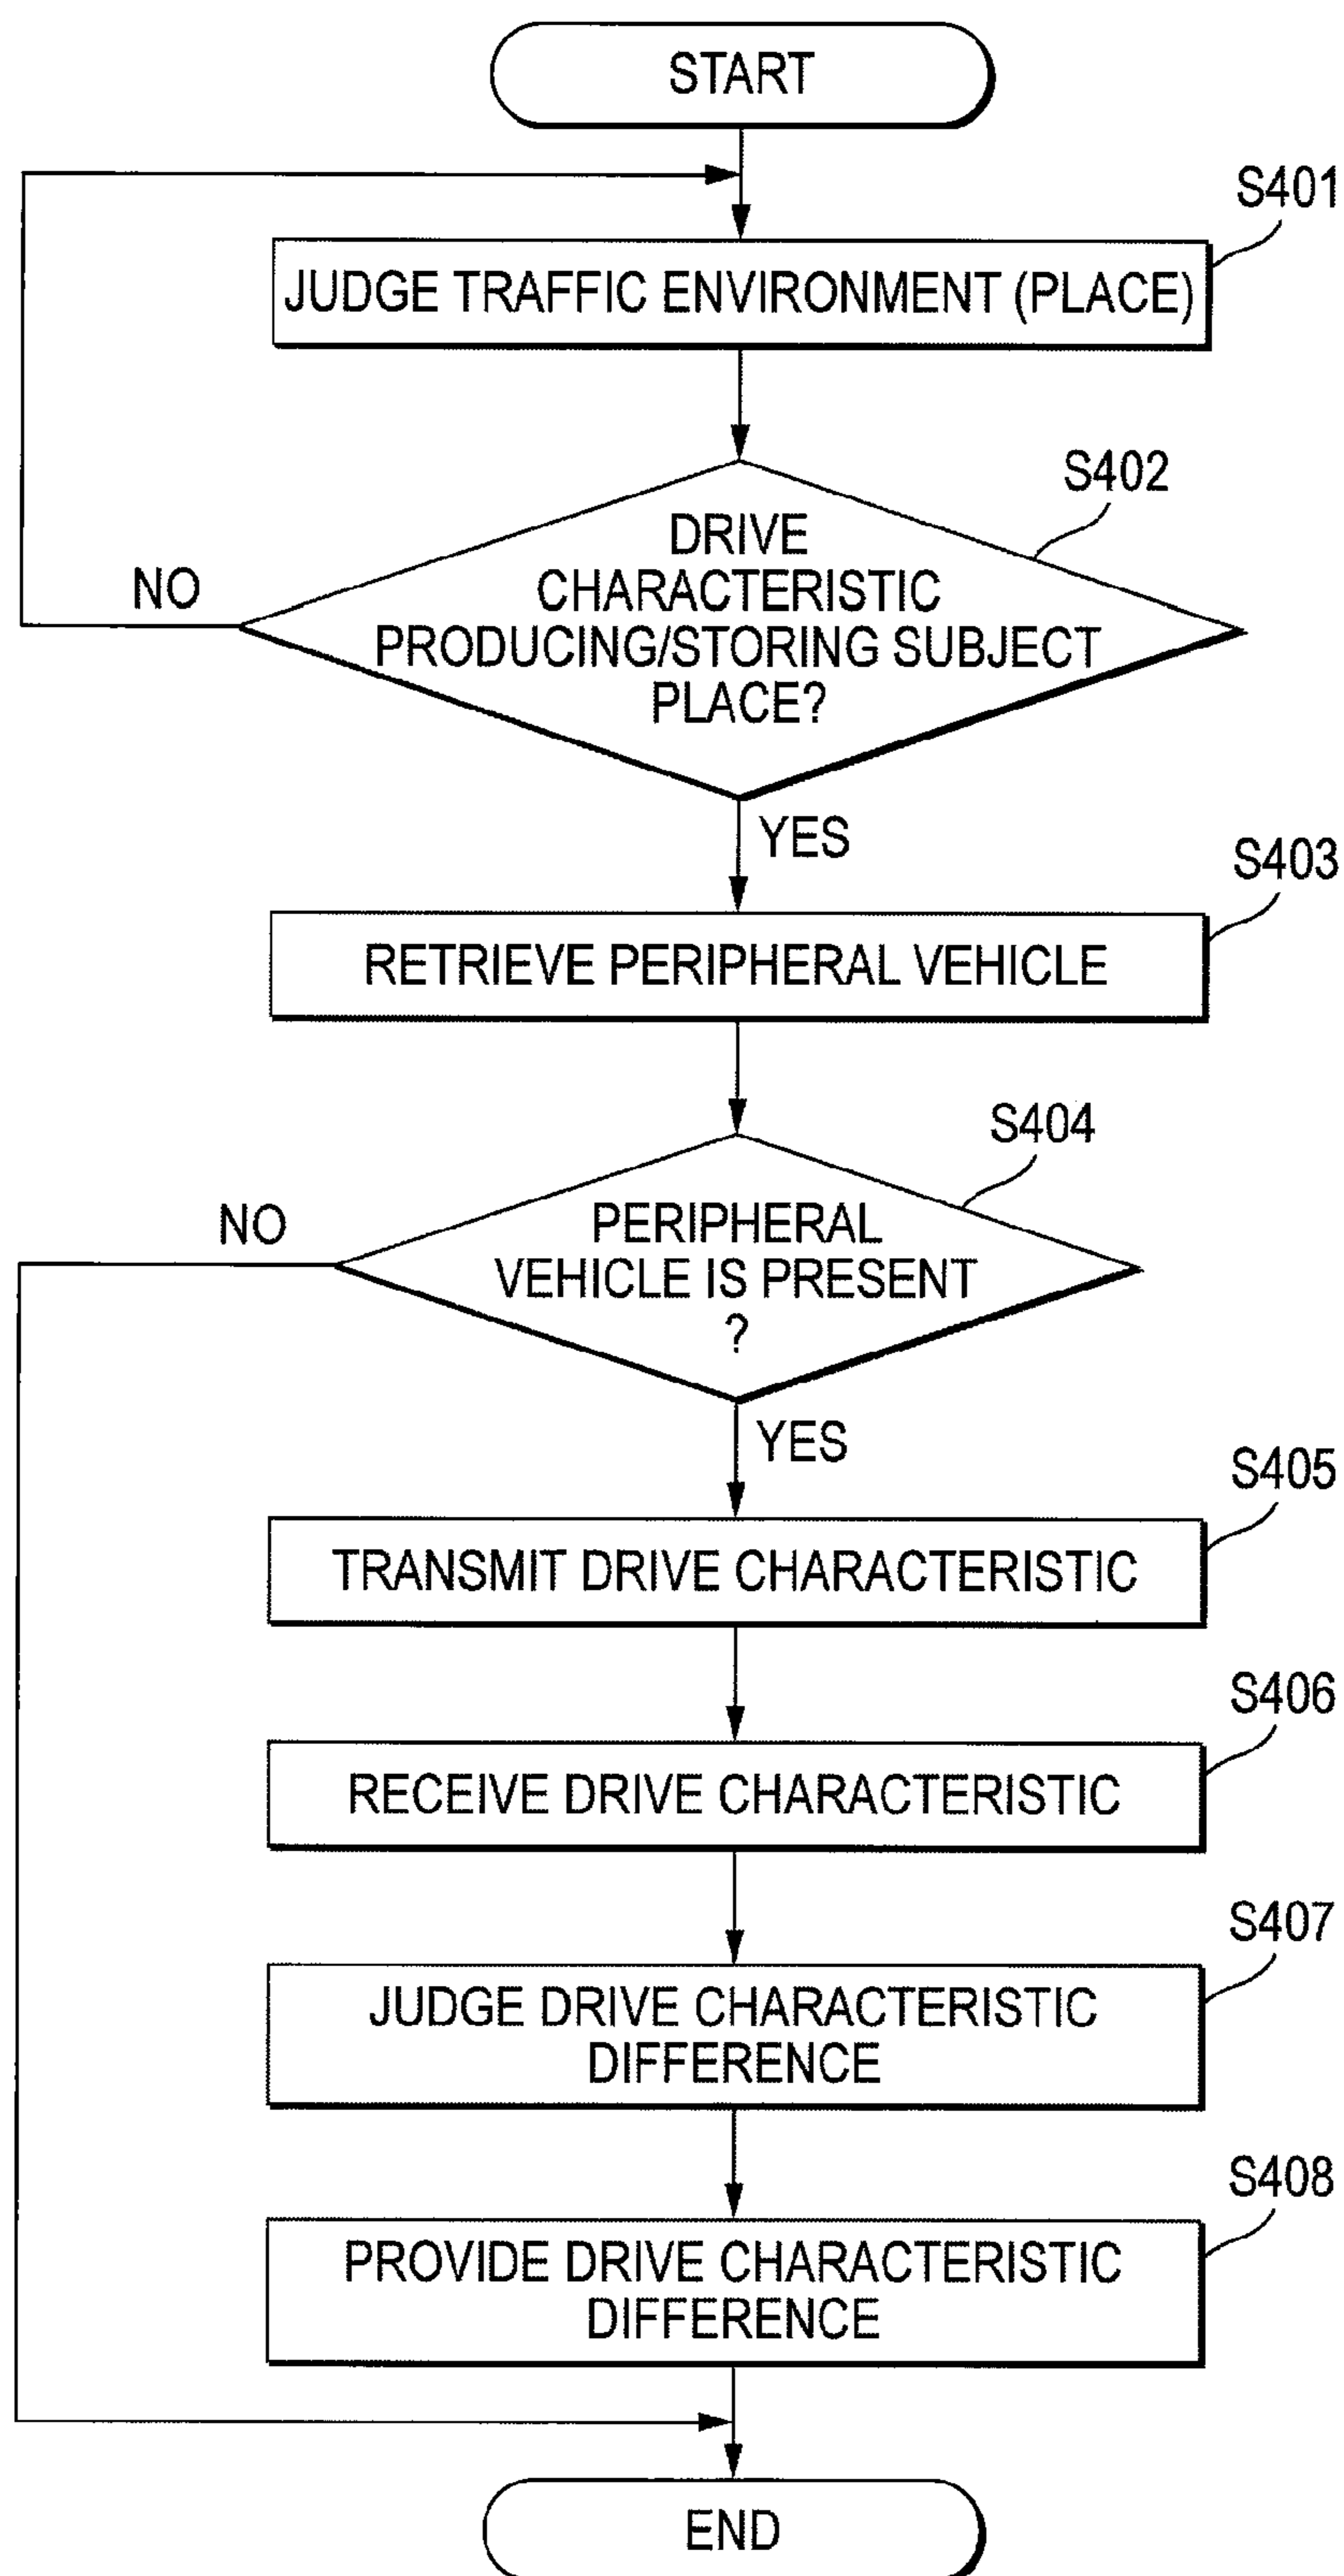 START
S401
JUDGE TRAFFIC ENVIRONMENT (PLACE)
S402
DRIVE
CHARACTERISTIC
PRODUCING/STORING SUBJECT
PLACE?
NO
YES
S403
RETRIEVE PERIPHERAL VEHICLE
S404
PERIPHERAL
VEHICLE IS PRESENT
?
NO
YES
S405
TRANSMIT DRIVE CHARACTERISTIC
S406
RECEIVE DRIVE CHARACTERISTIC
S407
JUDGE DRIVE CHARACTERISTIC
DIFFERENCE
S408
PROVIDE DRIVE CHARACTERISTIC
DIFFERENCE
END